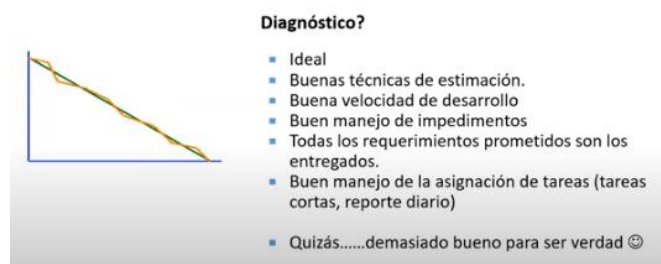 Diagnóstico?
▪ Ideal
▪ Buenas técnicas de estimación.
▪ Buena velocidad de desarrollo
▪ Buen manejo de impedimentos
▪ Todas los requerimientos prometidos son los
entregados.
▪ Buen manejo de la asignación de tareas (tareas
cortas, reporte diario)
▪ Quizás......demasiado bueno para ser verdad ☺